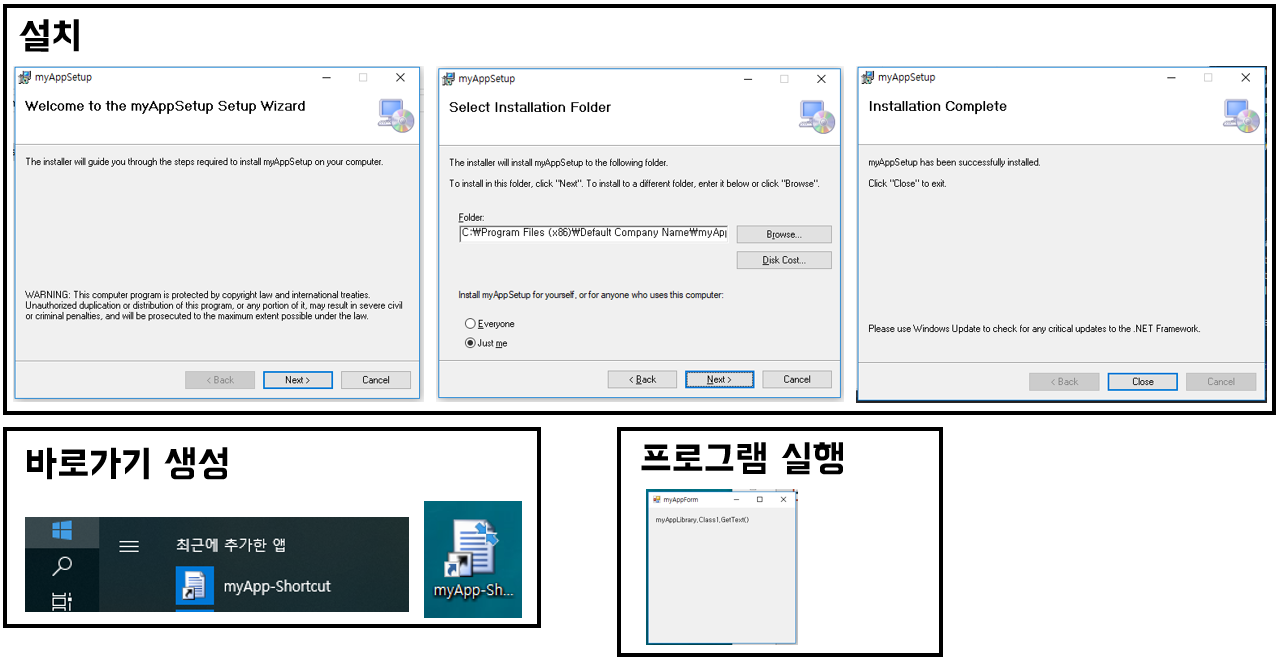 설치
myAppSetup
Welcome to the myAppSetup Setup Wizard
The installer will guide you through the steps required to install myAppSetup on your computer.
WARNING: This computer program is protected by copyright law and international treaties.
Unauthorized duplication or distribution of this program, or any portion of it, may result in severe civil
or criminal penalties, and will be prosecuted to the maximum extent possible under the law.
< Back
Next >
Cancel
myAppSetup
Select Installation Folder
The installer will install myAppSetup to the following folder.
To install in this folder, click "Next". To install to a different folder, enter it below or click "Browse".
Folder:
C:₩Program Files (x86)₩Default Company Name₩myApp
Browse...
Disk Cost...
Install myAppSetup for yourself, or for anyone who uses this computer:
Everyone
Just me
< Back
Next >
Cancel
myAppSetup
Installation Complete
myAppSetup has been successfully installed.
Click "Close" to exit.
Please use Windows Update to check for any critical updates to the .NET Framework.
< Back
Close
Cancel
바로가기 생성
최근에 추가한 앱
myApp-Shortcut
myApp-Sh...
프로그램 실행
myAppForm
myAppLibrary.Class1.GetText()